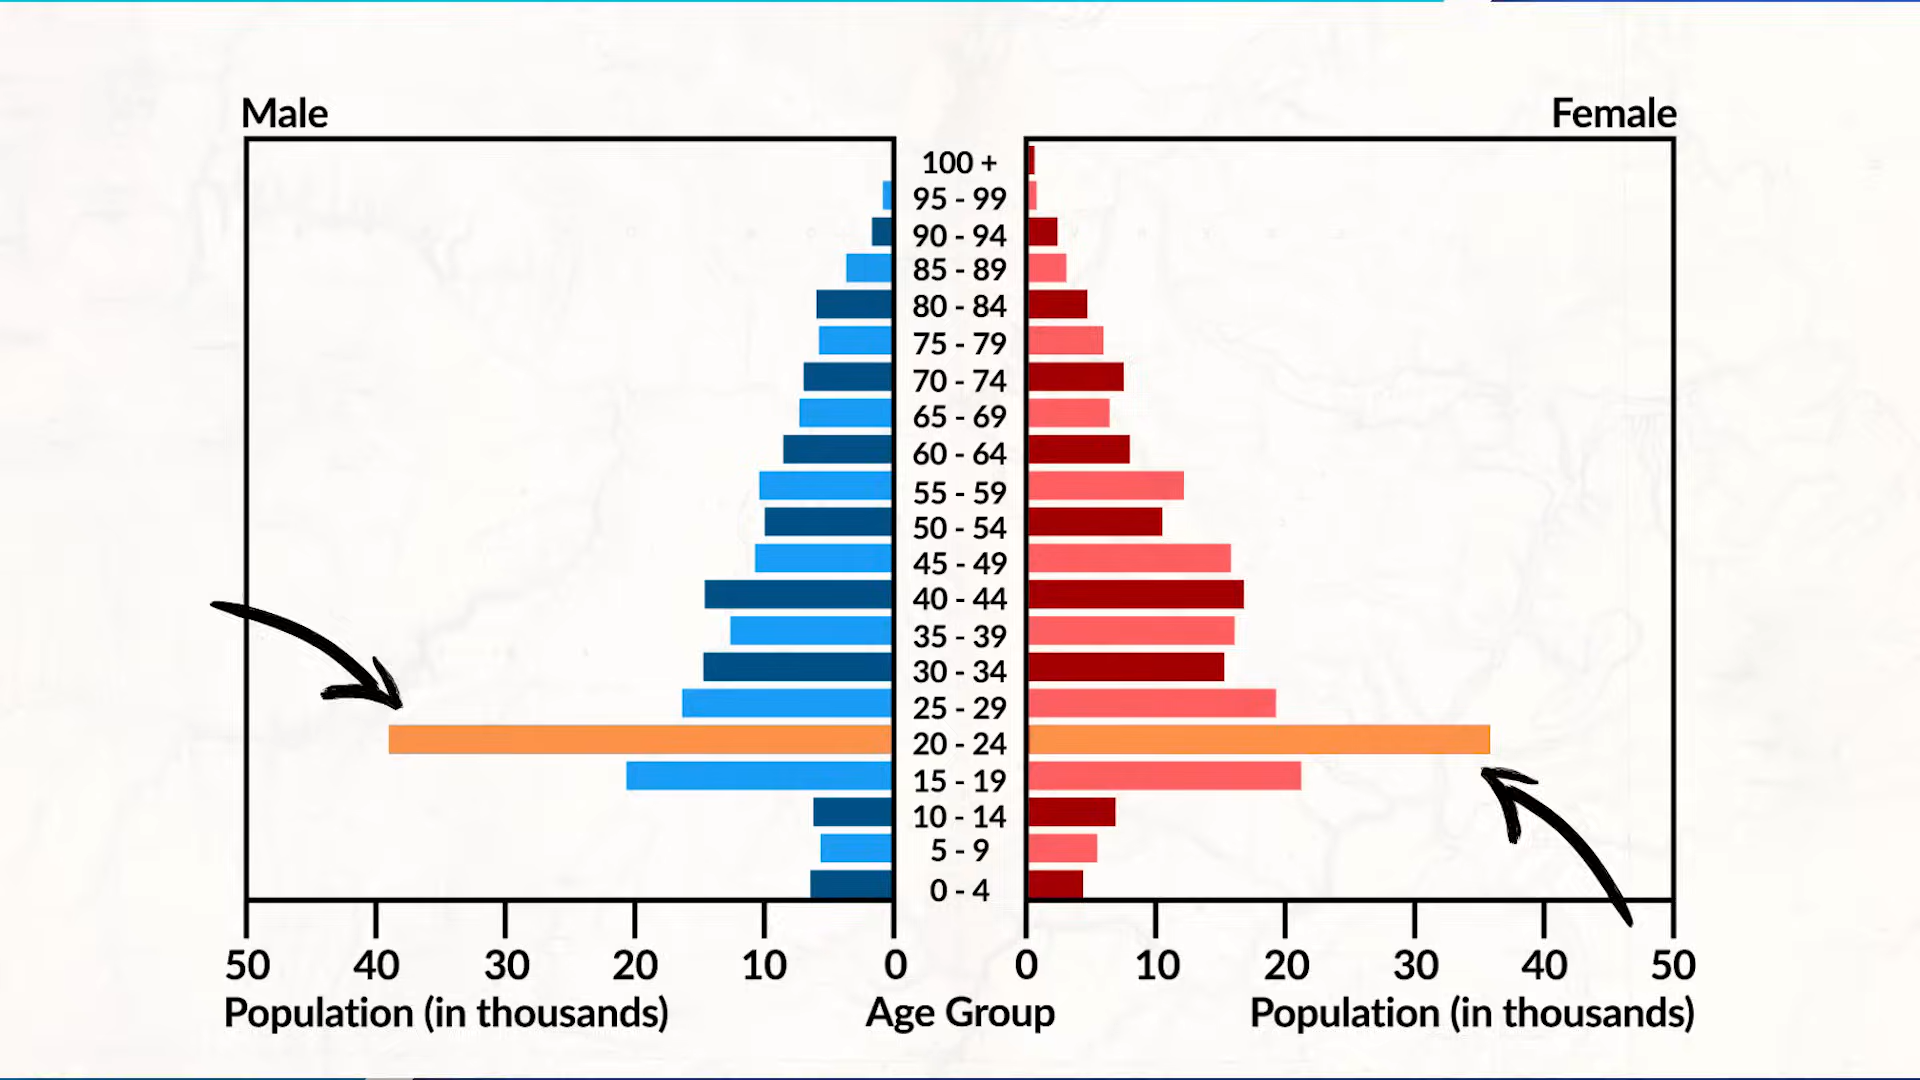 Male
Female
100 +
95 - 99
90 - 94
85 - 89
80 - 84
75 - 79
70 - 74
65 - 69
60 - 64
55 - 59
50 - 54
45 - 49
40 - 44
35 - 39
30 - 34
25 - 29
20 - 24
15 - 19
10 - 14
5 - 9
0 - 4
50 40 30 20 10 0 0 10 20 30 40 50
Population (in thousands) Age Group Population (in thousands)